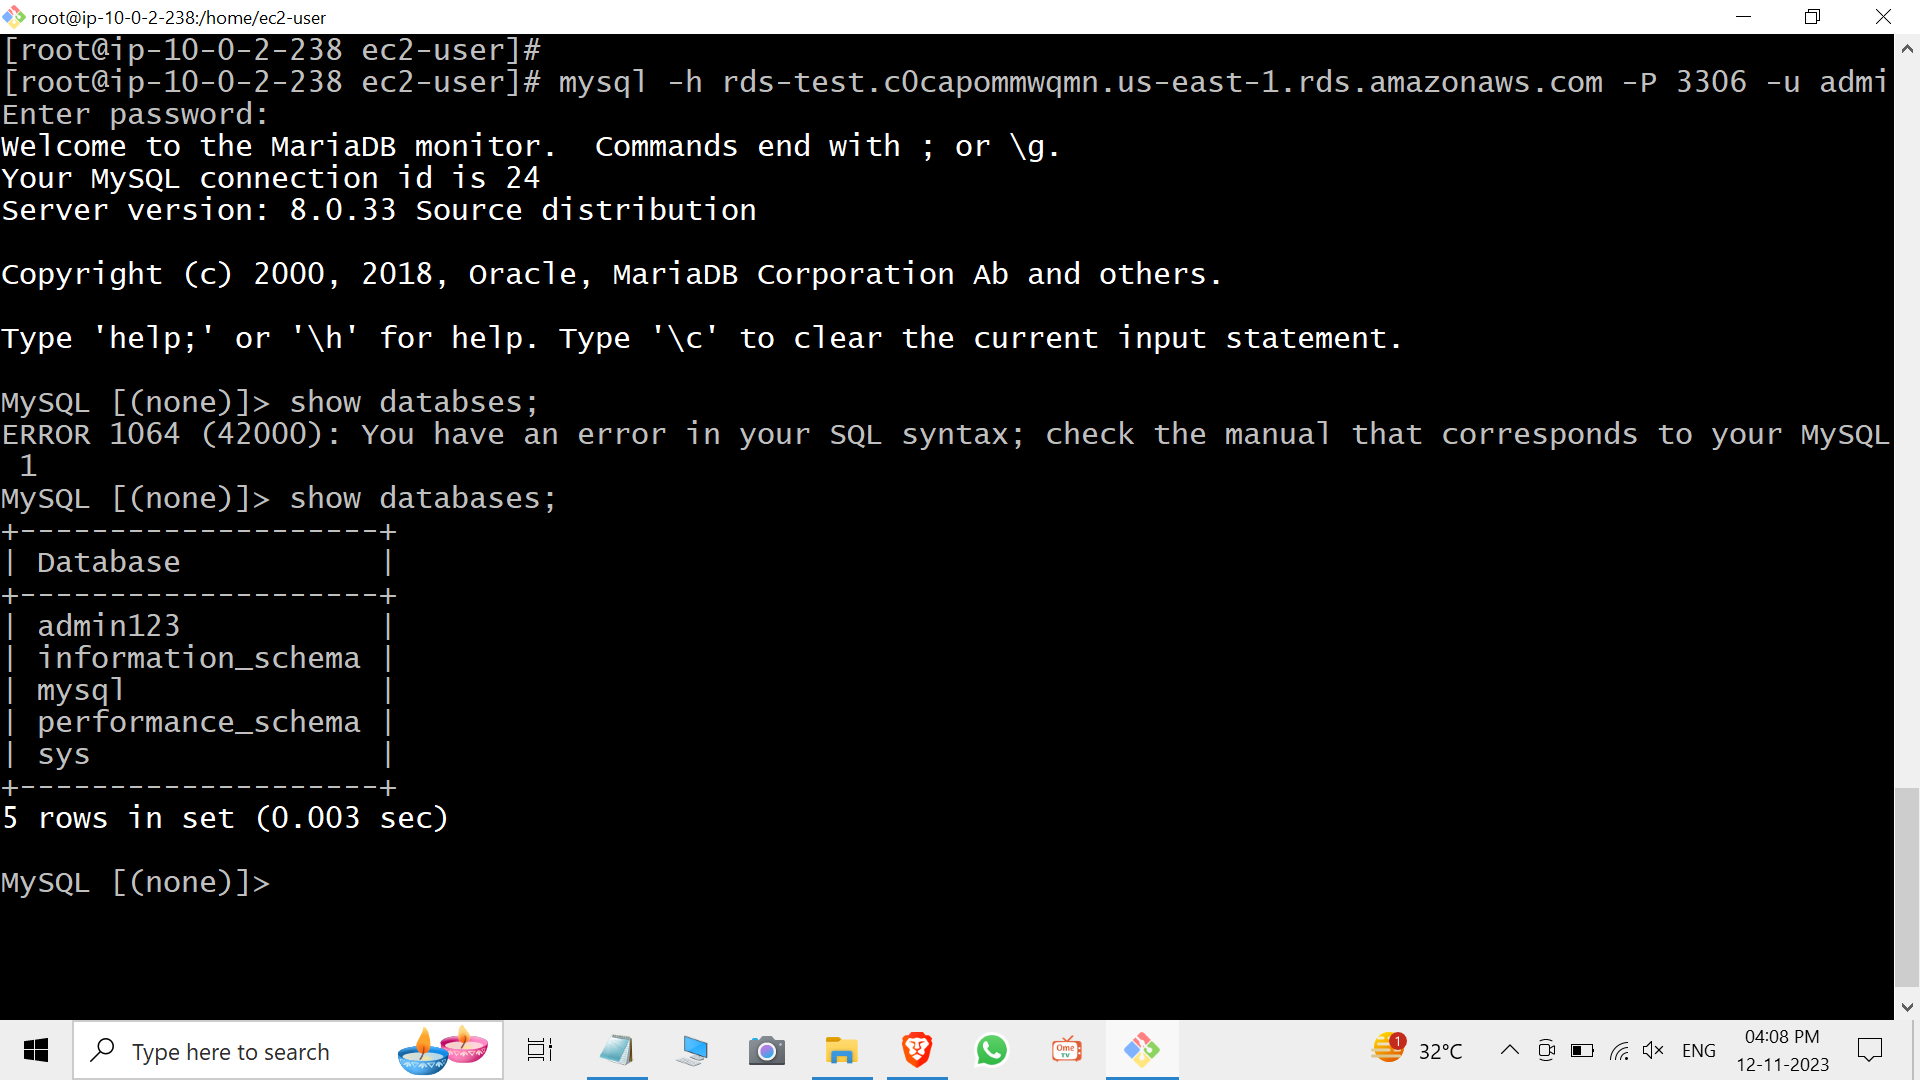 root@ip-10-0-2-238:/home/ec2-user
[root@ip-10-0-2-238 ec2-user]#
[root@ip-10-0-2-238 ec2-user]# mysql -h rds-test.c0capommwqmn.us-east-1.rds.amazonaws.com -P 3306 -u admi
Enter password:
Welcome to the MariaDB monitor.  Commands end with ; or \g.
Your MySQL connection id is 24
Server version: 8.0.33 Source distribution
Copyright (c) 2000, 2018, Oracle, MariaDB Corporation Ab and others.
Type 'help;' or '\h' for help. Type '\c' to clear the current input statement.
MySQL [(none)]> show databses;
ERROR 1064 (42000): You have an error in your SQL syntax; check the manual that corresponds to your MySQL
 1
MySQL [(none)]> show databases;
+--------------------+
| Database           |
+--------------------+
| admin123           |
| information_schema |
| mysql              |
| performance_schema |
| sys                |
+--------------------+
5 rows in set (0.003 sec)
MySQL [(none)]>
Type here to search
Ome
TV
1
32°C
ENG
04:08 PM
12-11-2023